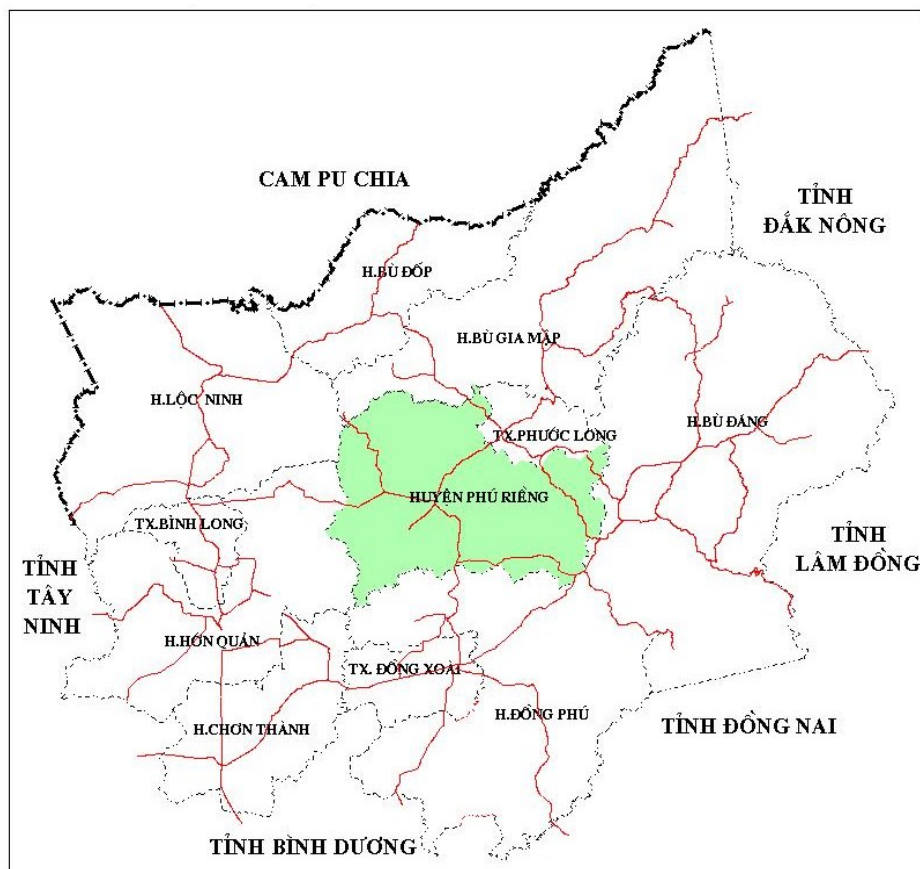 CAM PU CHIA
TỈNH
ĐẮK NÔNG
H.BÙ ĐỐP
H.BÙ GIA MẬP
H.LỘC NINH
TX.PHƯỚC LONG
H.BÙ ĐĂNG
HUYỆN PHÚ RIỀNG
TX.BÌNH LONG
TỈNH
LÂM ĐỒNG
TỈNH
TÂY
NINH
H.HỚN QUẢN
TX. ĐỒNG XOÀI
H.ĐỒNG PHÚ
TỈNH ĐỒNG NAI
H.CHƠN THÀNH
TỈNH BÌNH DƯƠNG